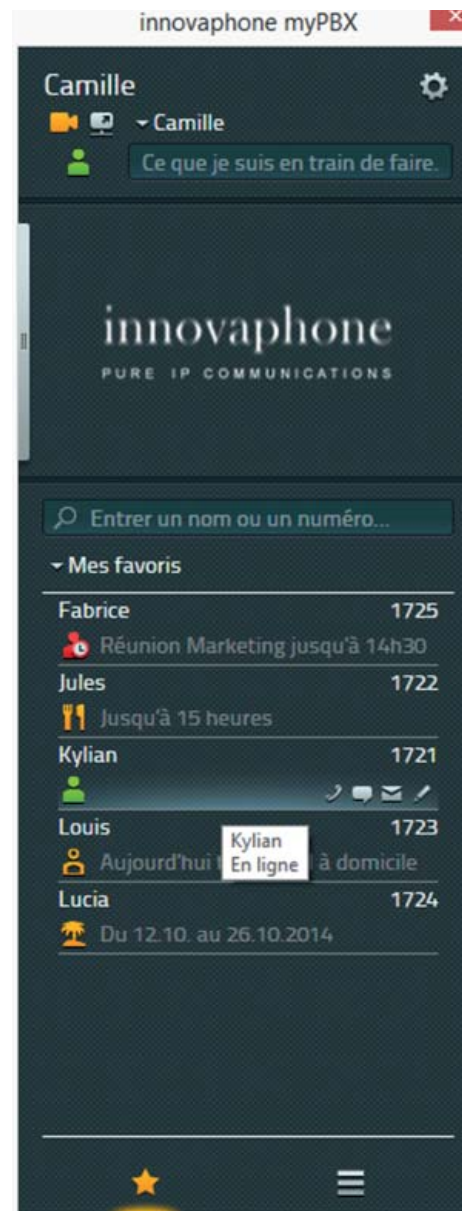 innovaphone myPBX
Camille
Camille
Ce que je suis en train de faire.
innovaphone
PURE IP COMMUNICATIONS
Entrer un nom ou un numéro...
Mes favoris
Fabrice 1725
Réunion Marketing jusqu'à 14h30
Jules 1722
Jusqu'à 15 heures
Kylian 1721
Louis 1723
Kylian
En ligne
Aujourd'hui à domicile
Lucia 1724
Du 12.10. au 26.10.2014